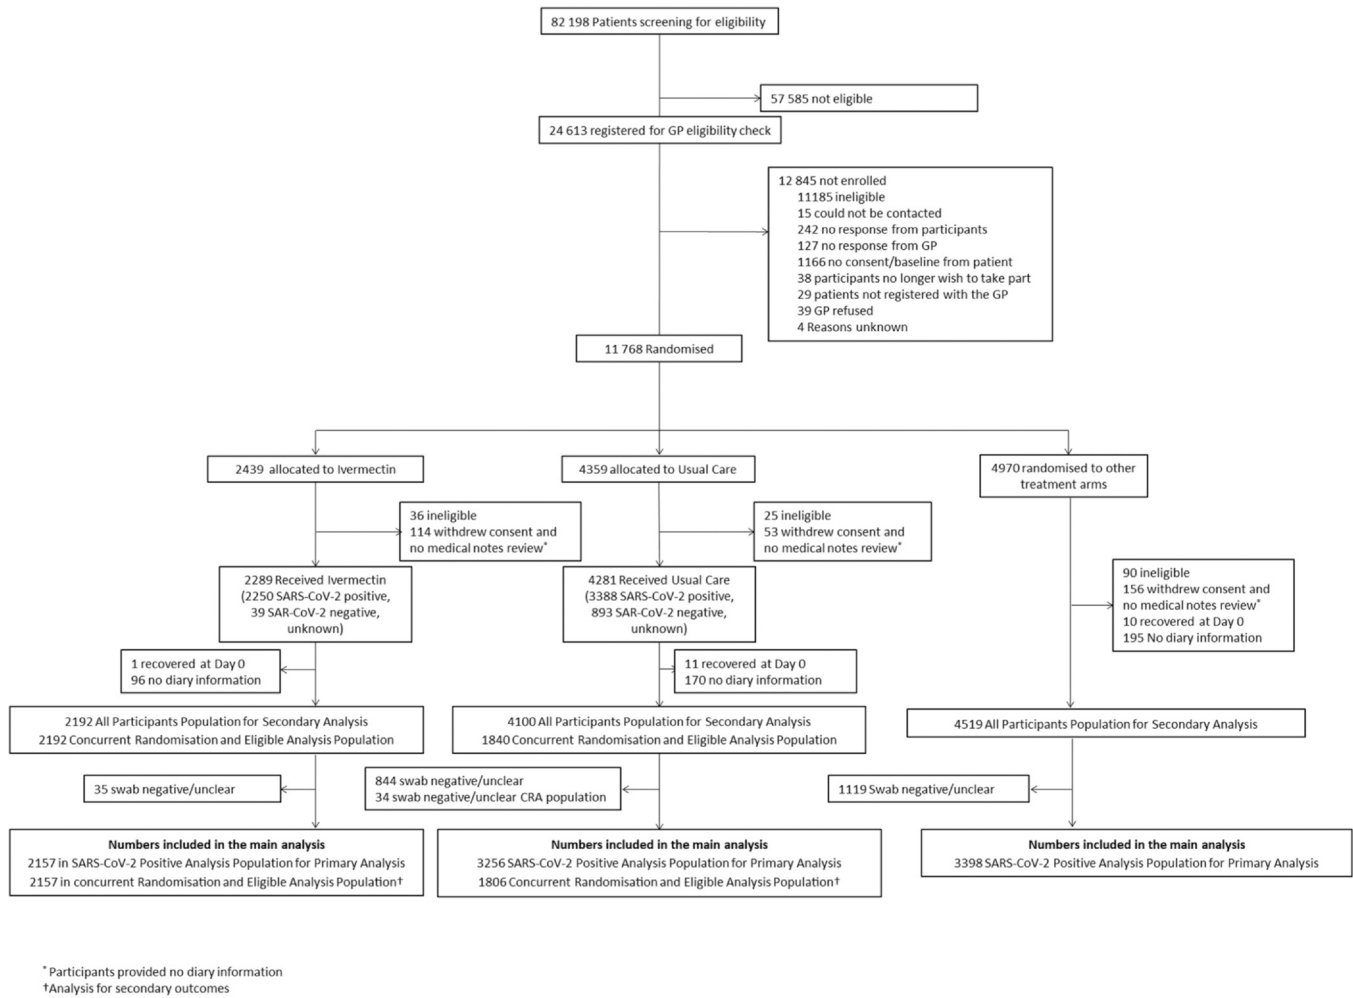 82 198 Patients screening for eligibility
57 585 not eligible
24 613 registered for GP eligibility check
12 845 not enrolled
11185 ineligible
15 could not be contacted
242 no response from participants
127 no response from GP
1166 no consent/baseline from patient
38 participants no longer wish to take part
29 patients not registered with the GP
39 GP refused
4 Reasons unknown
11 768 Randomised
2439 allocated to Ivermectin
4359 allocated to Usual Care
4970 randomised to other
treatment arms
36 ineligible
114 withdrew consent and
no medical notes review*
25 ineligible
53 withdrew consent and
no medical notes review*
2289 Received Ivermectin
(2250 SARS-CoV-2 positive,
39 SAR-CoV-2 negative,
unknown)
4281 Received Usual Care
(3388 SARS-CoV-2 positive,
893 SAR-CoV-2 negative,
unknown)
90 ineligible
156 withdrew consent and
no medical notes review*
10 recovered at Day 0
195 No diary information
1 recovered at Day 0
96 no diary information
11 recovered at Day 0
170 no diary information
2192 All Participants Population for Secondary Analysis
2192 Concurrent Randomisation and Eligible Analysis Population
4100 All Participants Population for Secondary Analysis
1840 Concurrent Randomisation and Eligible Analysis Population
4519 All Participants Population for Secondary Analysis
35 swab negative/unclear
844 swab negative/unclear
34 swab negative/unclear CRA population
1119 Swab negative/unclear
Numbers included in the main analysis
2157 in SARS-CoV-2 Positive Analysis Population for Primary Analysis
2157 in concurrent Randomisation and Eligible Analysis Population†
Numbers included in the main analysis
3256 SARS-CoV-2 Positive Analysis Population for Primary Analysis
1806 Concurrent Randomisation and Eligible Analysis Population†
Numbers included in the main analysis
3398 SARS-CoV-2 Positive Analysis Population for Primary Analysis
* Participants provided no diary information
†Analysis for secondary outcomes